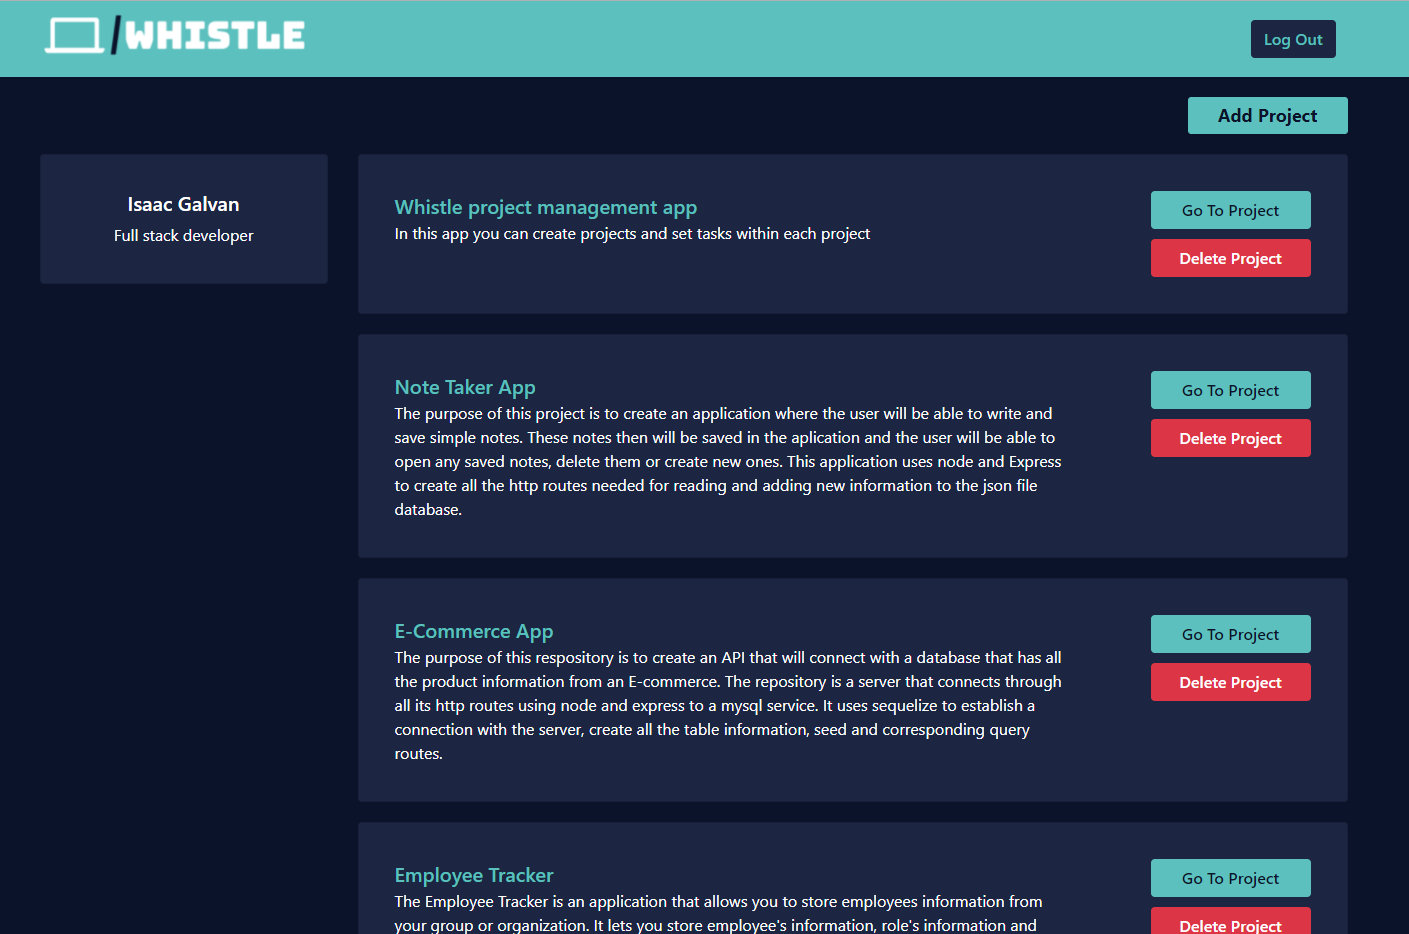 /WHISTLE
Log Out
Add Project
Isaac Galvan
Full stack developer
Whistle project management app
In this app you can create projects and set tasks within each project
Go To Project
Delete Project
Note Taker App
The purpose of this project is to create an application where the user will be able to write and
save simple notes. These notes then will be saved in the aplication and the user will be able to
open any saved notes, delete them or create new ones. This application uses node and Express
to create all the http routes needed for reading and adding new information to the json file
database.
Go To Project
Delete Project
E-Commerce App
The purpose of this respository is to create an API that will connect with a database that has all
the product information from an E-commerce. The repository is a server that connects through
all its http routes using node and express to a mysql service. It uses sequelize to establish a
connection with the server, create all the table information, seed and corresponding query
routes.
Go To Project
Delete Project
Employee Tracker
The Employee Tracker is an application that allows you to store employees information from
your group or organization. It lets you store employee's information, role's information and
Go To Project
Delete Project